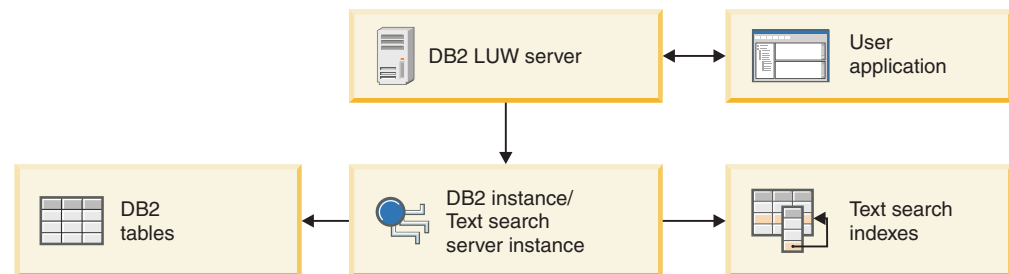 DB2 LUW server
User
application
DB2
tables
DB2 instance/
Text search
server instance
Text search
indexes